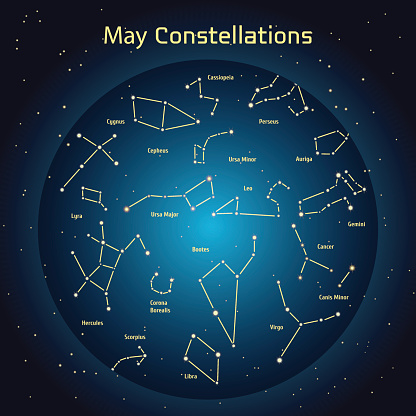 May Constellations
Cassiopeia
Cygnus
Perseus
Cepheus
Ursa Minor
Auriga
Leo
Lyra
Ursa Major
Gemini
Bootes
Cancer
Corona
Borealis
Canis Minor
Hercules
Virgo
Scorpius
Libra